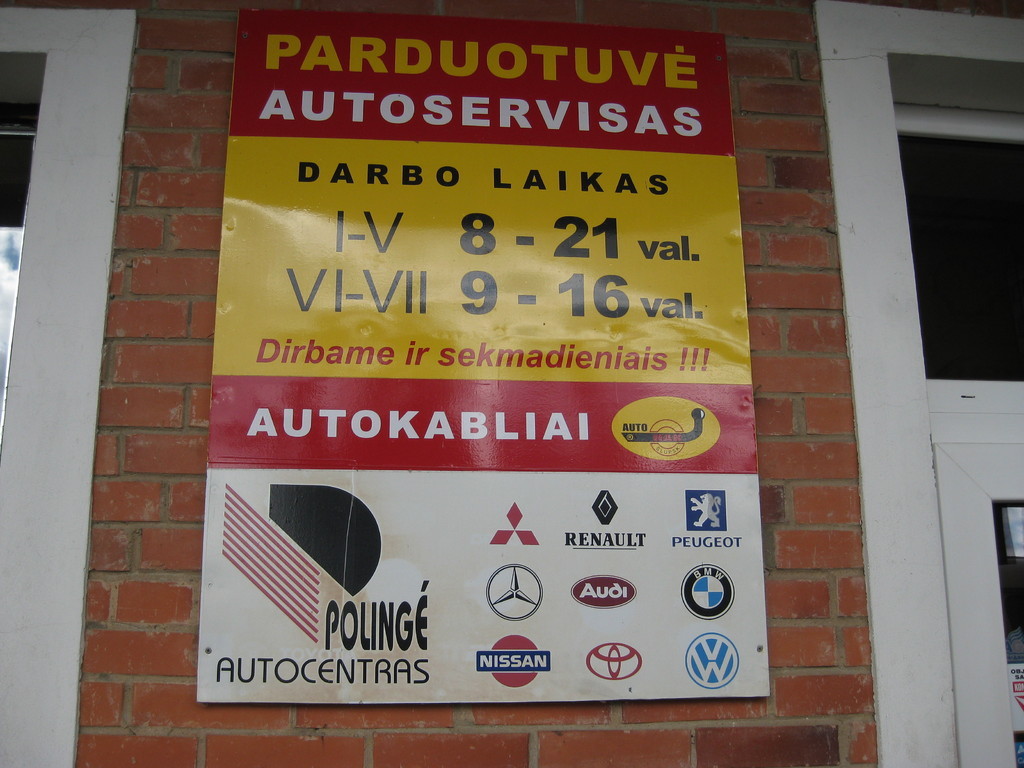 PARDUOTUVĖ
AUTOSERVISAS
DARBO LAIKAS
I-V 8 - 21 val.
VI-VII 9 - 16 val.
Dirbame ir sekmadieniais !!!
AUTOKABLIAI
AUTO
RENAULT
PEUGEOT
Audi
BMW
POLINGÉ
AUTOCENTRAS
NISSAN